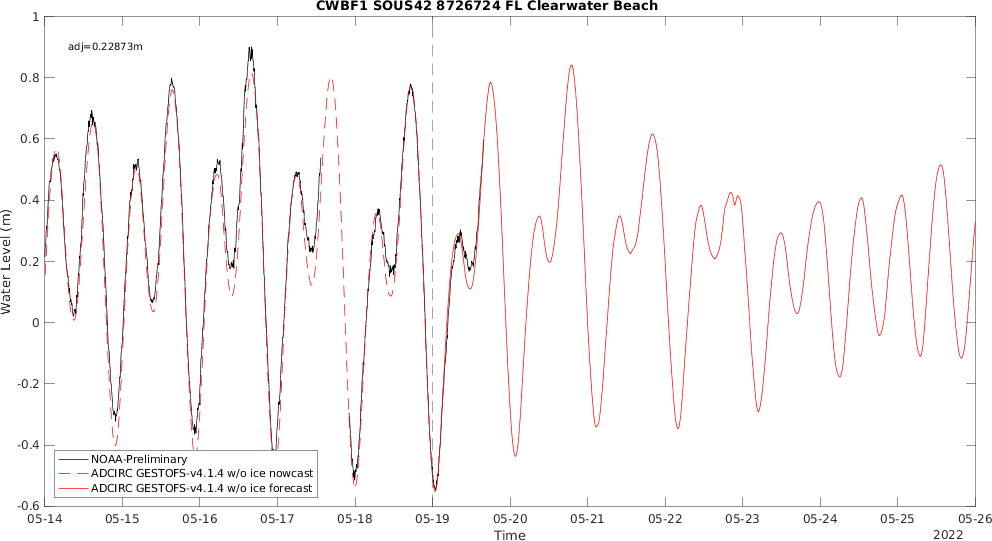 CWBF1 SOUS42 8726724 FL Clearwater Beach
adj=0.22873m
1
0.8
0.6
0.4
0.2
0
-0.2
-0.4
-0.6
Water Level (m)
NOAA-Preliminary
ADCIRC GESTOFS-v4.1.4 w/o ice nowcast
ADCIRC GESTOFS-v4.1.4 w/o ice forecast
05-14 05-15 05-16 05-17 05-18 05-19 05-20 05-21 05-22 05-23 05-24 05-25 05-26
Time
2022